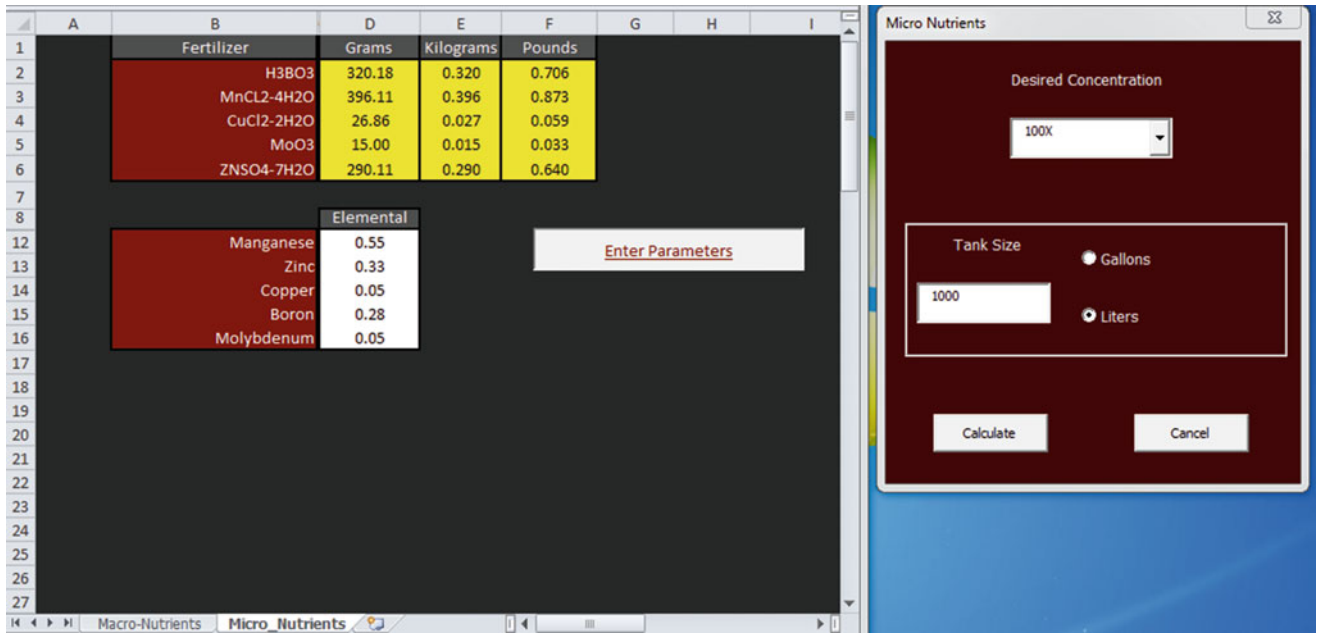 A B D E F G H I
1 Fertilizer Grams Kilograms Pounds
2 H3BO3 320.18 0.320 0.706
3 MnCL2-4H2O 396.11 0.396 0.873
4 CuCl2-2H2O 26.86 0.027 0.059
5 MoO3 15.00 0.015 0.033
6 ZNSO4-7H2O 290.11 0.290 0.640
7
8 Elemental
12 Manganese 0.55
13 Zinc 0.33
14 Copper 0.05
15 Boron 0.28
16 Molybdenum 0.05
Enter Parameters
17
18
19
20
21
22
23
24
25
26
27
Macro-Nutrients Micro_Nutrients
Micro Nutrients
Desired Concentration
100X
Tank Size
1000
Gallons
Liters
Calculate Cancel